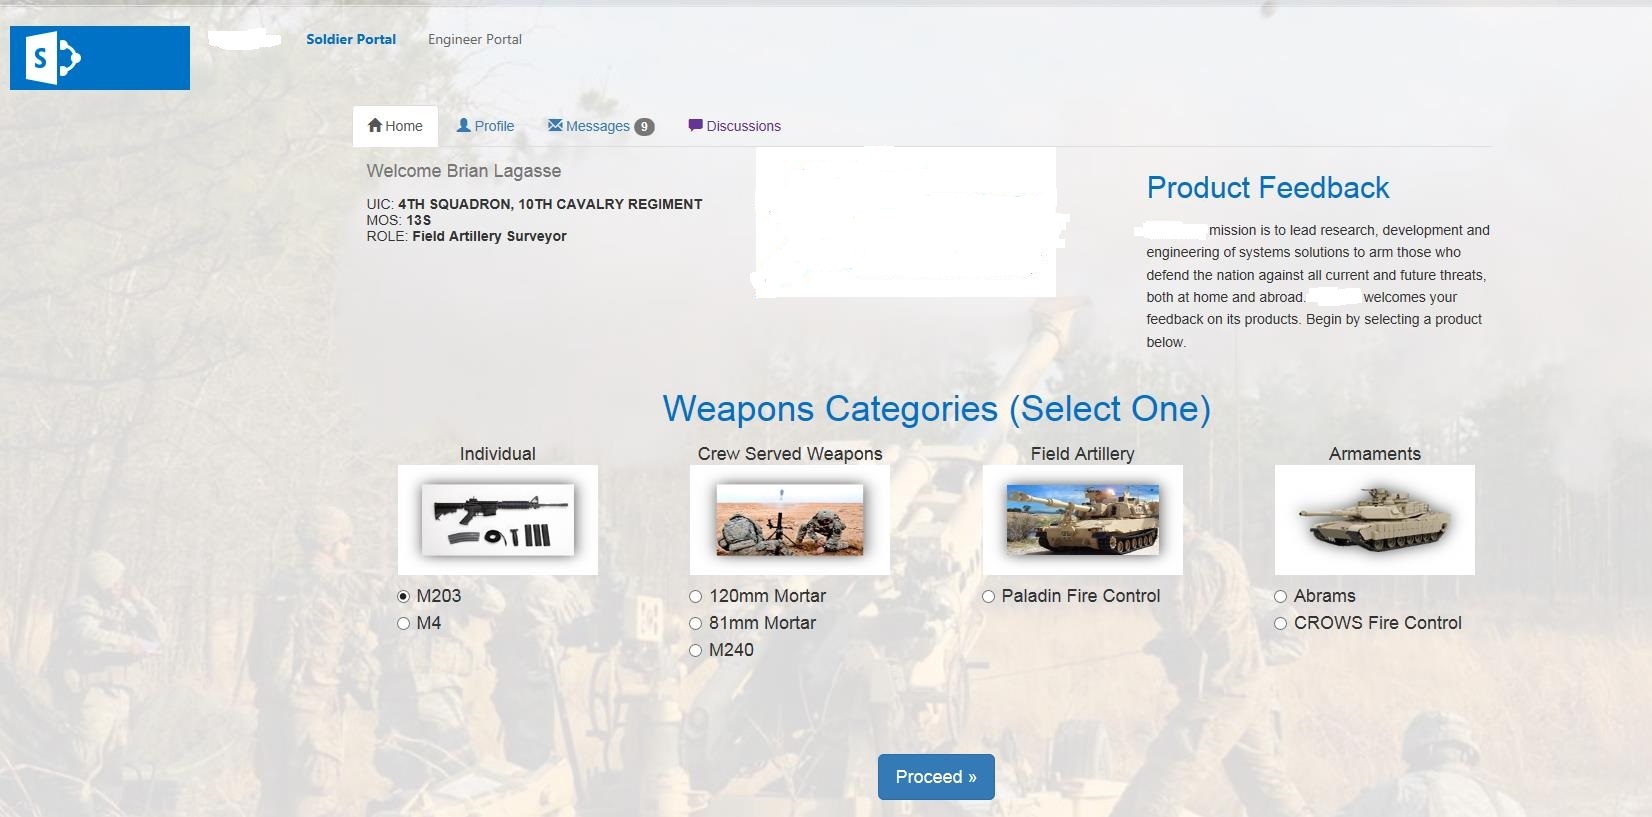 S
Soldier Portal
Engineer Portal
Home
Profile
Messages 9
Discussions
Welcome Brian Lagasse
UIC: 4TH SQUADRON, 10TH CAVALRY REGIMENT
MOS: 13S
ROLE: Field Artillery Surveyor
Product Feedback
mission is to lead research, development and
engineering of systems solutions to arm those who
defend the nation against all current and future threats,
both at home and abroad. welcomes your
feedback on its products. Begin by selecting a product
below.
Weapons Categories (Select One)
Individual
M203
M4
Crew Served Weapons
120mm Mortar
81mm Mortar
M240
Field Artillery
Paladin Fire Control
Armaments
Abrams
CROWS Fire Control
Proceed »